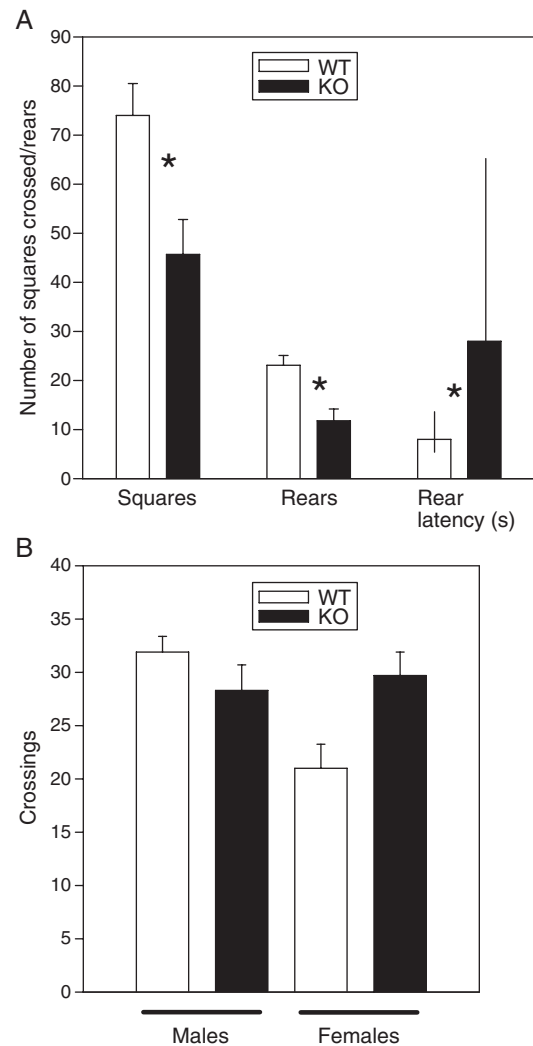 A
Number of squares crossed/rears
90
80
70
60
50
40
30
20
10
0
WT
KO
*
*
*
Squares
Rears
Rear
latency (s)
B
Crossings
40
35
30
25
20
15
10
5
0
WT
KO
Males
Females